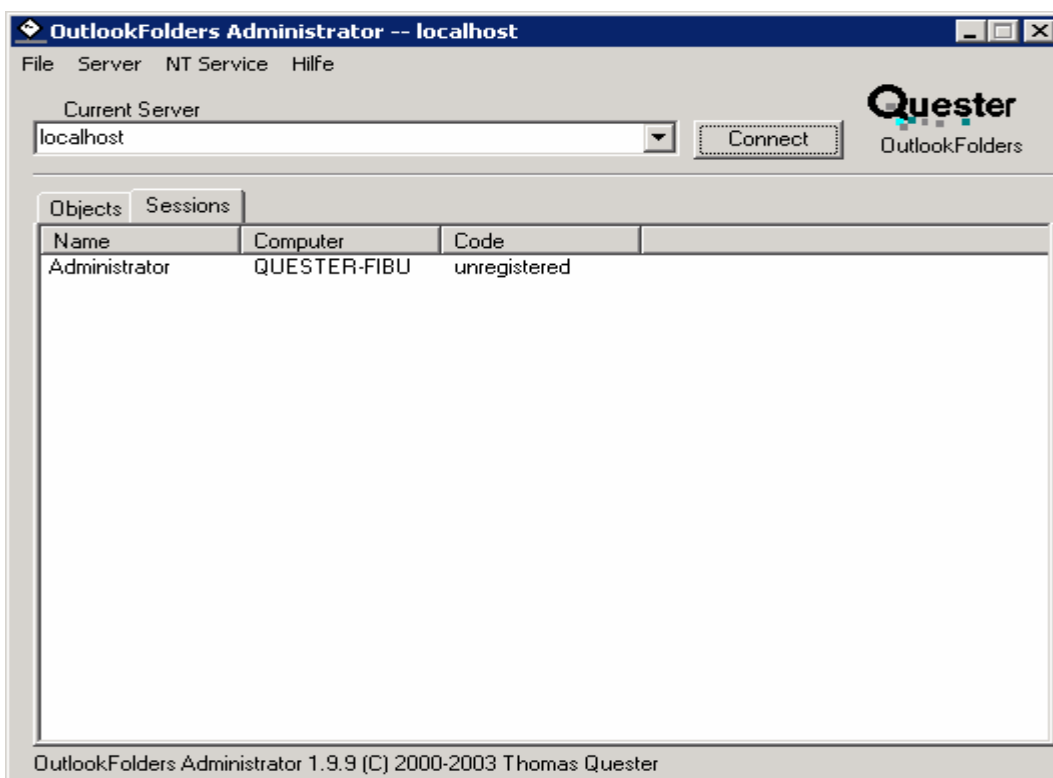 OutlookFolders Administrator -- localhost
File Server NT Service Hilfe
Current Server
localhost
Connect
Quester
OutlookFolders
Objects Sessions
Name Computer Code
Administrator QUESTER-FIBU unregistered
OutlookFolders Administrator 1.9.9 (C) 2000-2003 Thomas Quester